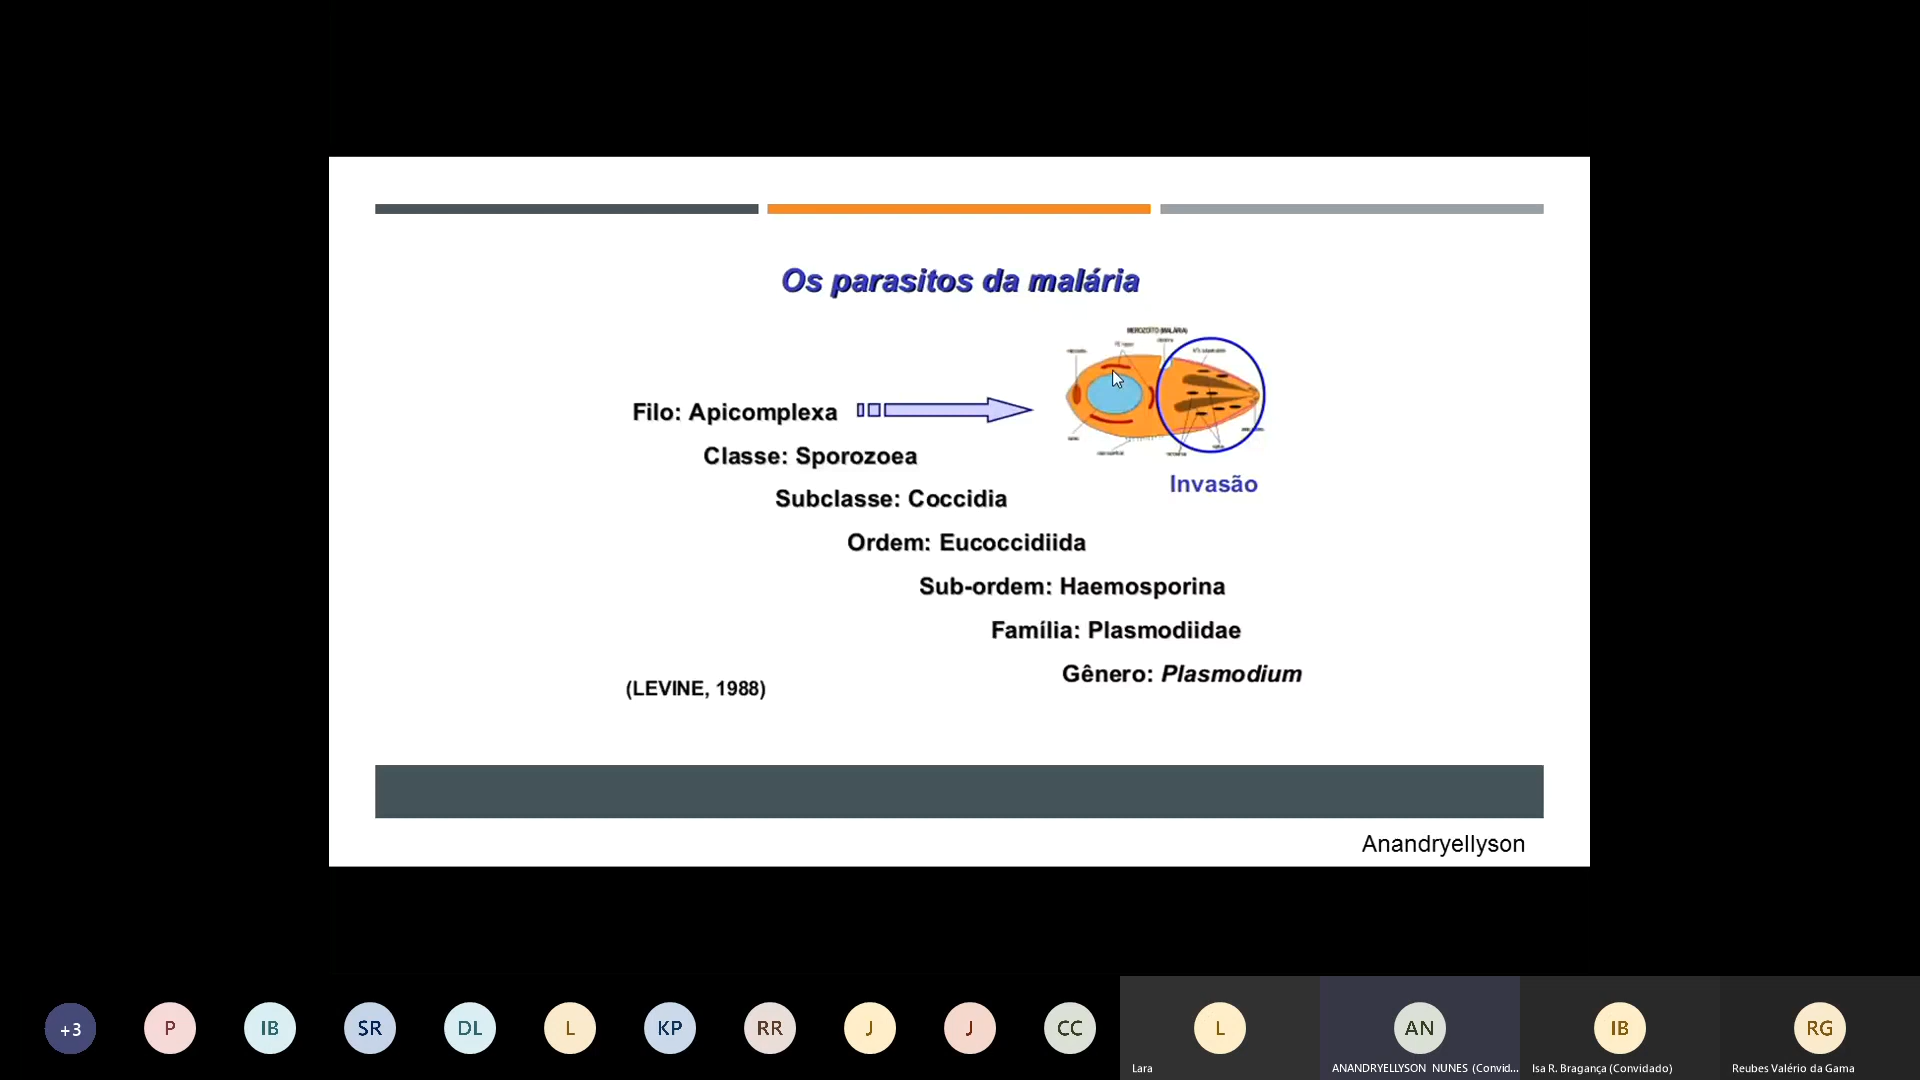 Os parasitos da malária
MEROZOÍTO (MALÁRIA)
Filo: Apicomplexa
Classe: Sporozoea
Invasão
Subclasse: Coccidia
Ordem: Eucoccidiida
Sub-ordem: Haemosporina
Família: Plasmodiidae
Gênero: Plasmodium
(LEVINE, 1988)
Anandryellyson
+3
P
IB
SR
DL
L
KP
RR
J
J
CC
L
AN
IB
RG
Lara
ANANDRYELLYSON NUNES (Convid...
Isa R. Bragança (Convidado)
Reubes Valério da Gama